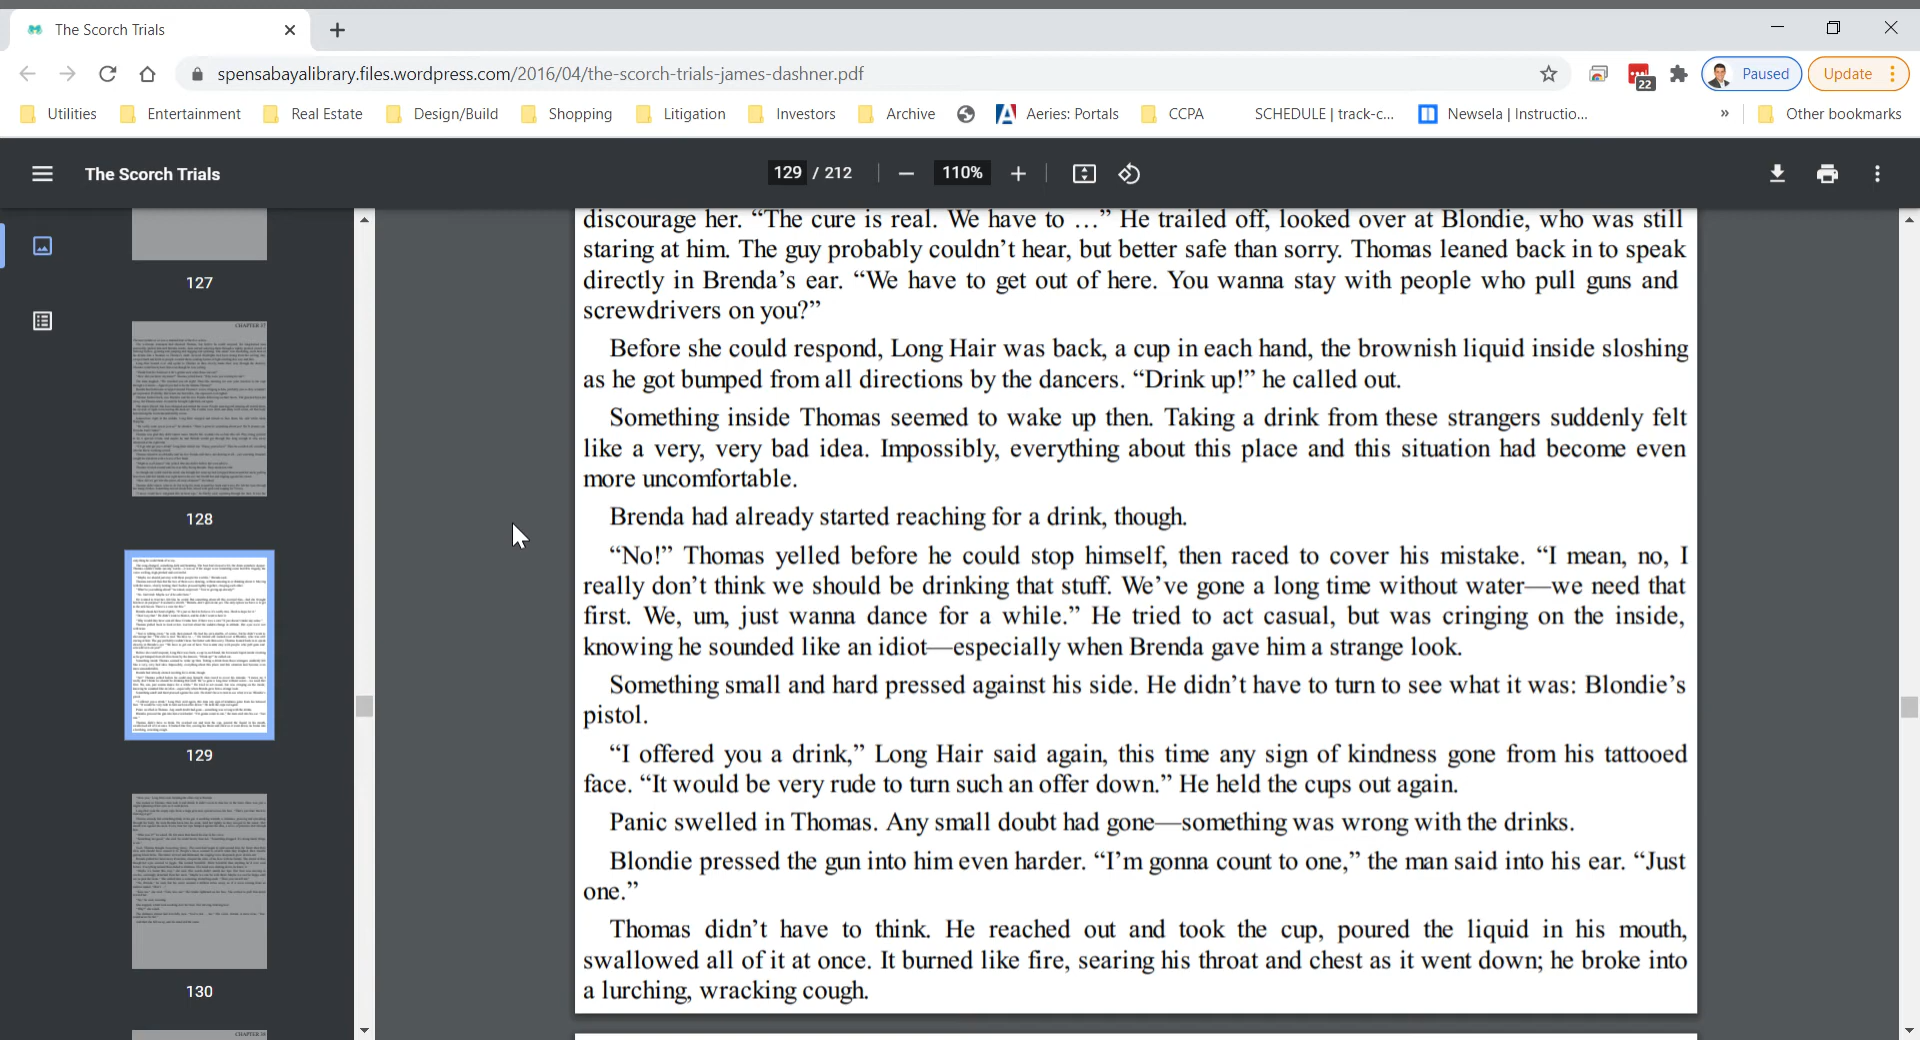 The Scorch Trials
spensabayalibrary.files.wordpress.com/2016/04/the-scorch-trials-james-dashner.pdf
22
Paused
Update
Utilities
Entertainment
Real Estate
Design/Build
Shopping
Litigation
Investors
Archive
Aeries: Portals
CCPA
SCHEDULE | track-c...
Newsela | Instructio...
»
Other bookmarks
The Scorch Trials
129 / 212
110%
127
CHAPTER 37
128
129
130
discourage her. “The cure is real. We have to …” He trailed off, looked over at Blondie, who was still
staring at him. The guy probably couldn’t hear, but better safe than sorry. Thomas leaned back in to speak
directly in Brenda’s ear. “We have to get out of here. You wanna stay with people who pull guns and
screwdrivers on you?”
Before she could respond, Long Hair was back, a cup in each hand, the brownish liquid inside sloshing
as he got bumped from all directions by the dancers. “Drink up!” he called out.
Something inside Thomas seemed to wake up then. Taking a drink from these strangers suddenly felt
like a very, very bad idea. Impossibly, everything about this place and this situation had become even
more uncomfortable.
Brenda had already started reaching for a drink, though.
“No!” Thomas yelled before he could stop himself, then raced to cover his mistake. “I mean, no, I
really don’t think we should be drinking that stuff. We’ve gone a long time without water—we need that
first. We, um, just wanna dance for a while.” He tried to act casual, but was cringing on the inside,
knowing he sounded like an idiot—especially when Brenda gave him a strange look.
Something small and hard pressed against his side. He didn’t have to turn to see what it was: Blondie’s
pistol.
“I offered you a drink,” Long Hair said again, this time any sign of kindness gone from his tattooed
face. “It would be very rude to turn such an offer down.” He held the cups out again.
Panic swelled in Thomas. Any small doubt had gone—something was wrong with the drinks.
Blondie pressed the gun into him even harder. “I’m gonna count to one,” the man said into his ear. “Just
one.”
Thomas didn’t have to think. He reached out and took the cup, poured the liquid in his mouth,
swallowed all of it at once. It burned like fire, searing his throat and chest as it went down; he broke into
a lurching, wracking cough.